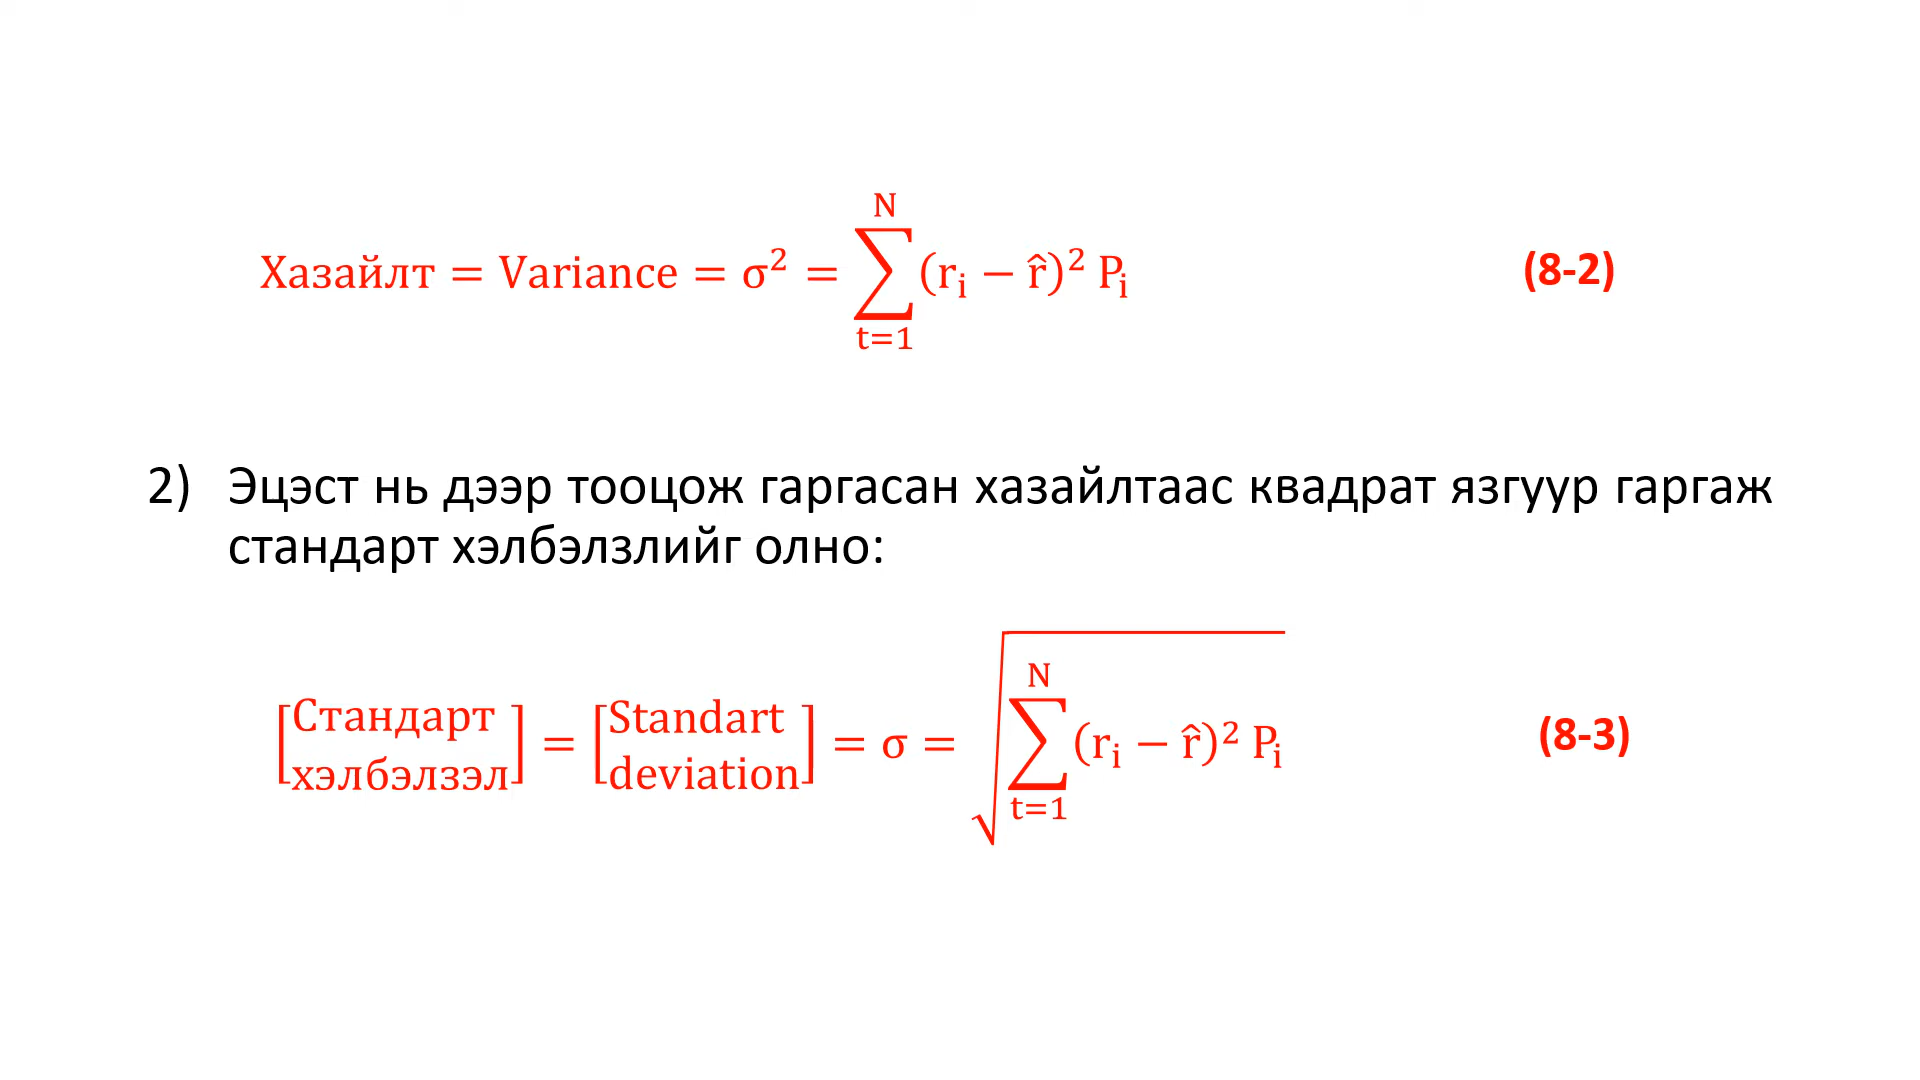 Хазайлт = Variance = σ² = ∑_{t=1}^{N} (r_i − r̂)² P_i (8-2)
2) Эцэст нь дээр тооцож гаргасан хазайлтаас квадрат язгуур гаргаж
стандарт хэлбэлзлийг олно:
[Стандарт хэлбэлзэл] = [Standart deviation] = σ = √(∑_{t=1}^{N} (r_i − r̂)² P_i) (8-3)